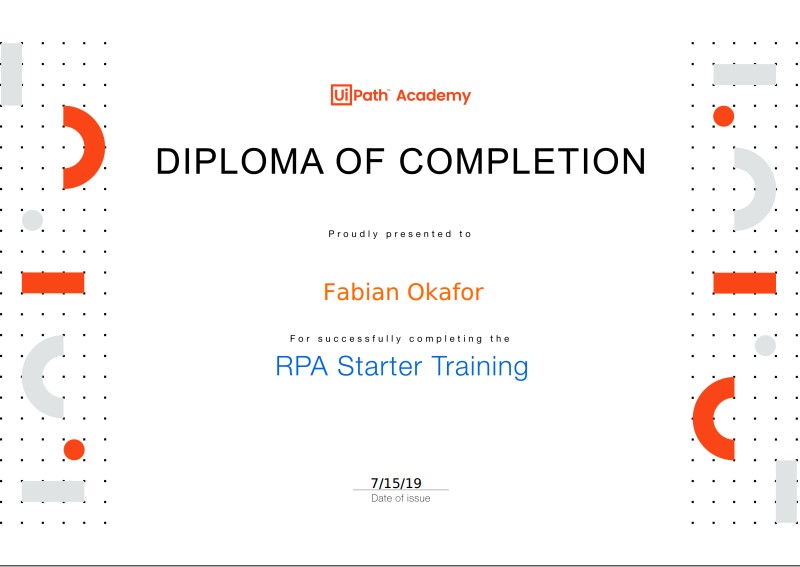 UiPath™ Academy
DIPLOMA OF COMPLETION
Proudly presented to
Fabian Okafor
For successfully completing the
RPA Starter Training
7/15/19
Date of issue